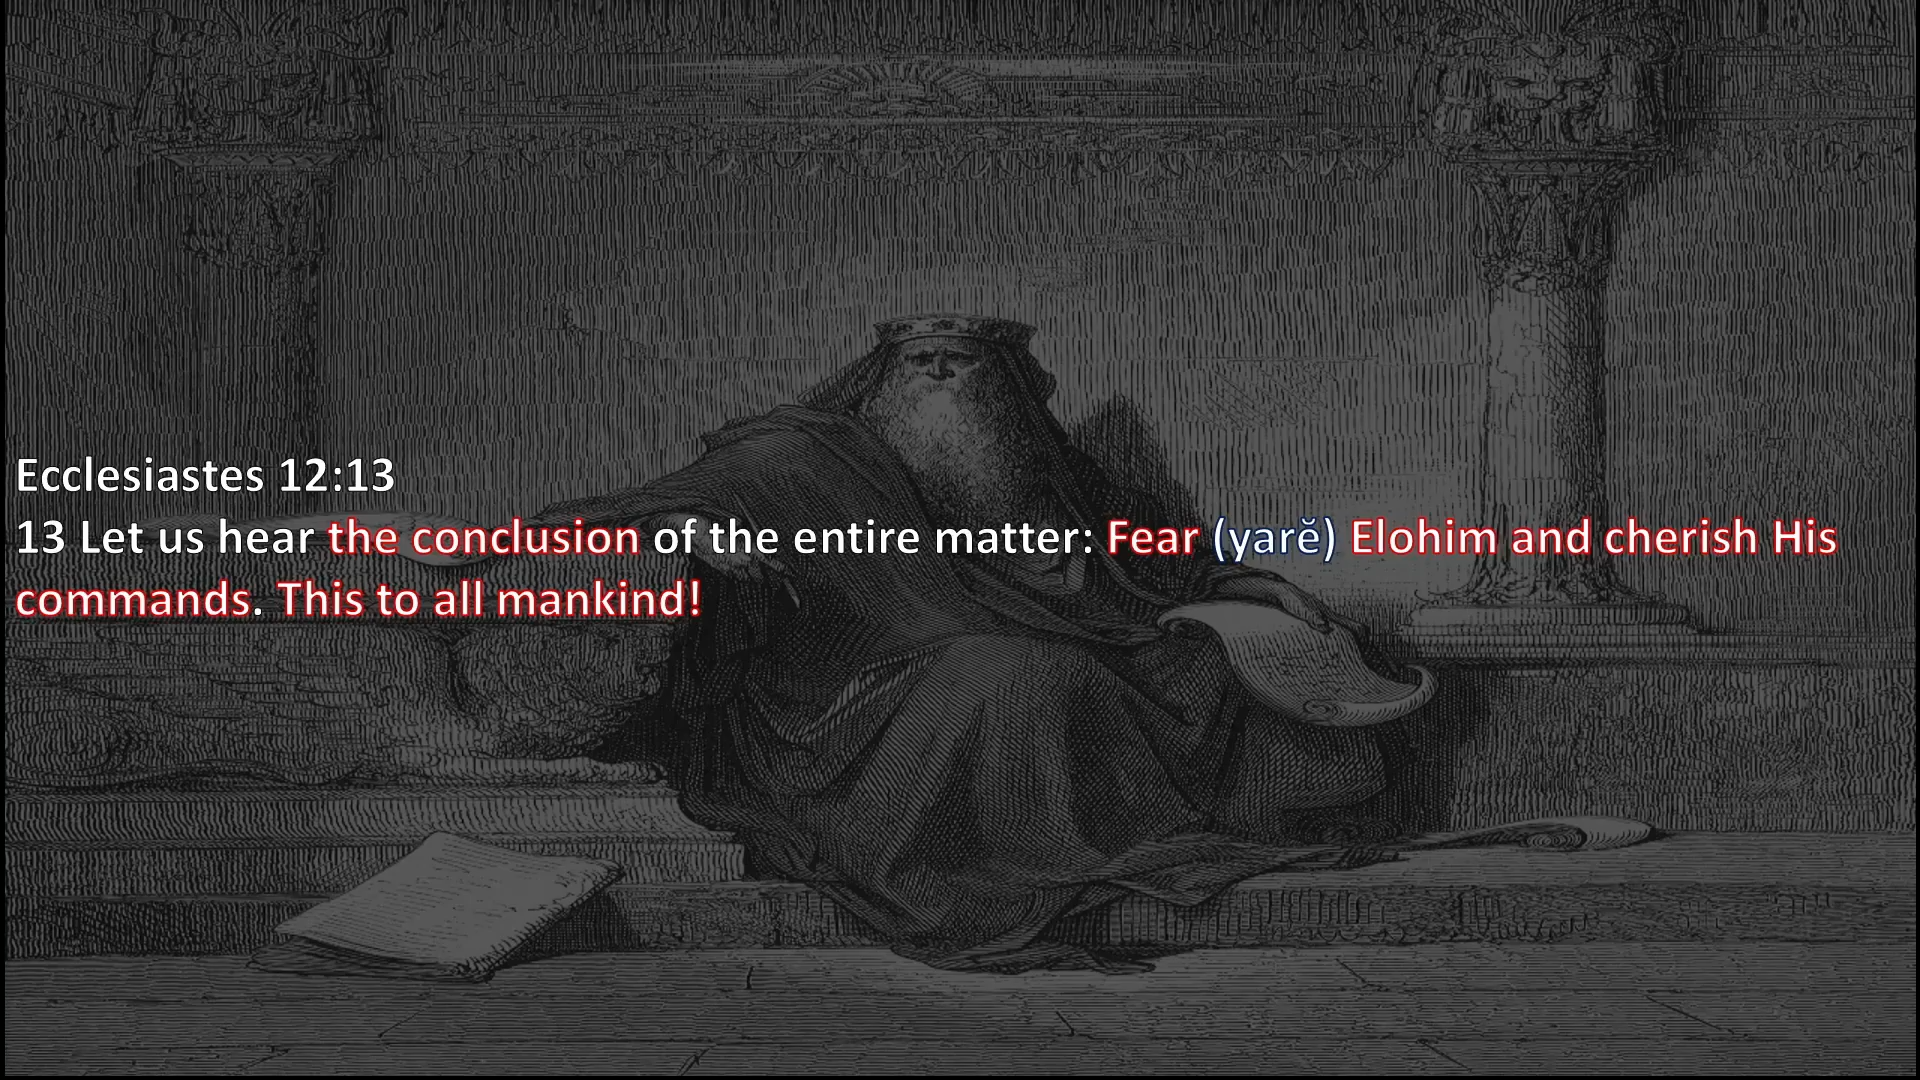 Ecclesiastes 12:13
13 Let us hear the conclusion of the entire matter: Fear (yarĕ) Elohim and cherish His
commands. This to all mankind!